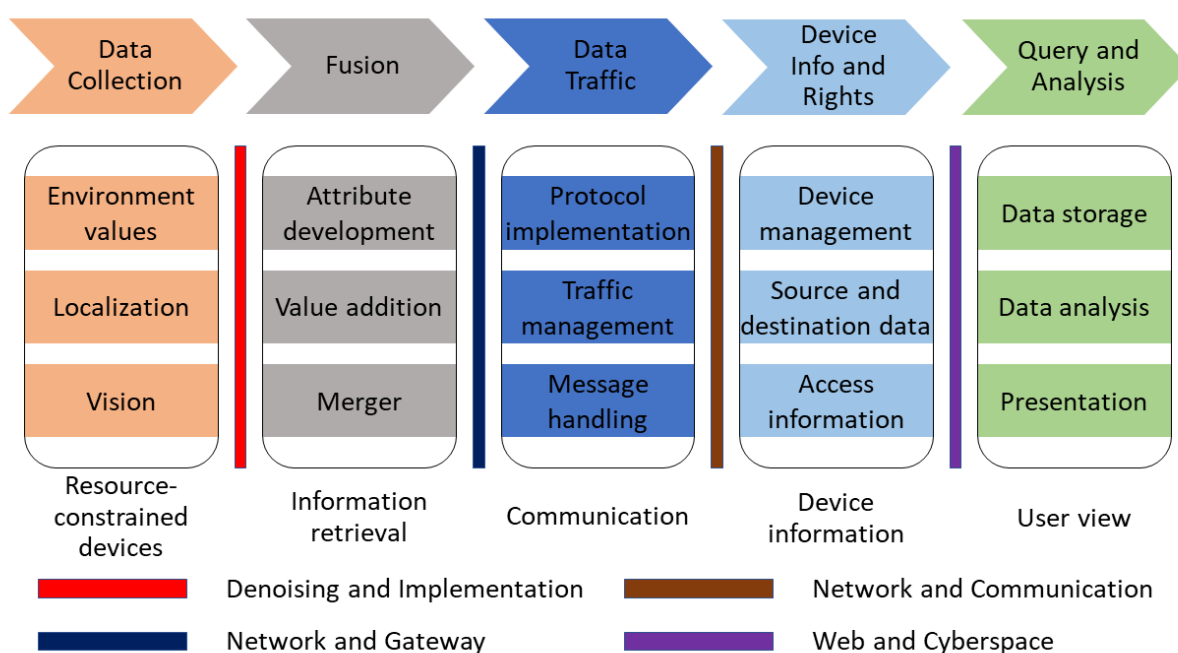 Data
Collection
Fusion
Data
Traffic
Device
Info and
Rights
Query and
Analysis
Environment
values
Localization
Vision
Attribute
development
Value addition
Merger
Protocol
implementation
Traffic
management
Message
handling
Device
management
Source and
destination data
Access
information
Data storage
Data analysis
Presentation
Resource-
constrained
devices
Information
retrieval
Communication
Device
information
User view
Denoising and Implementation
Network and Communication
Network and Gateway
Web and Cyberspace